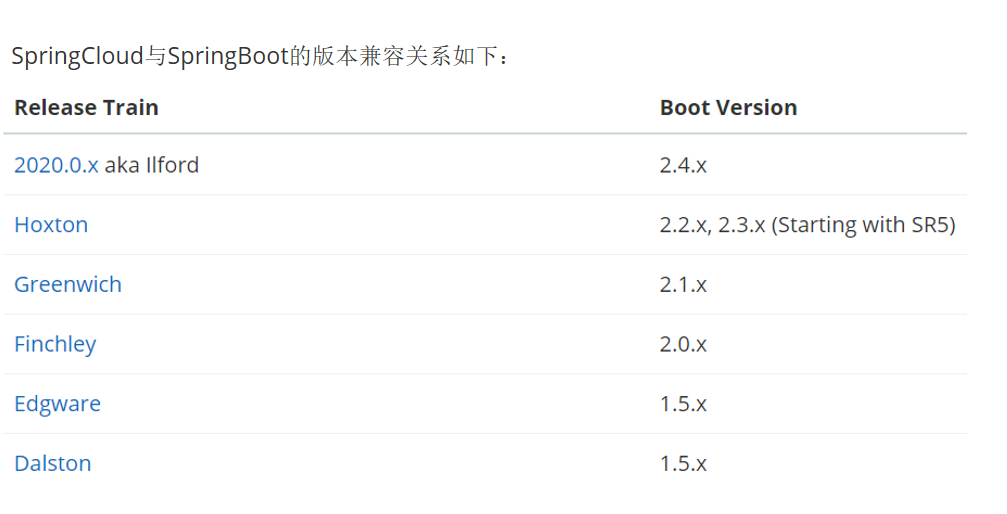 SpringCloud与SpringBoot的版本兼容关系如下：
Release Train Boot Version
2020.0.x aka Ilford 2.4.x
Hoxton 2.2.x, 2.3.x (Starting with SR5)
Greenwich 2.1.x
Finchley 2.0.x
Edgware 1.5.x
Dalston 1.5.x